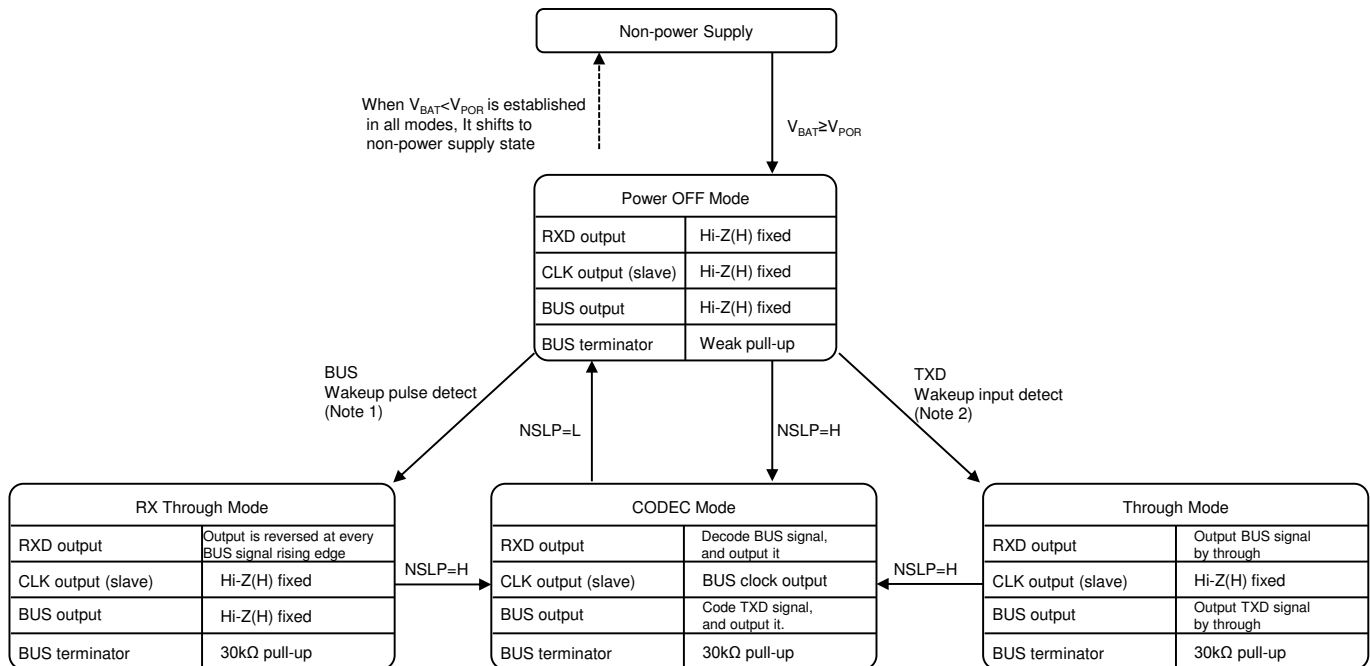 Non-power Supply
When VBAT<VPOR is established
in all modes, It shifts to
non-power supply state
VBAT≥VPOR
Power OFF Mode
RXD output Hi-Z(H) fixed
CLK output (slave) Hi-Z(H) fixed
BUS output Hi-Z(H) fixed
BUS terminator Weak pull-up
BUS
Wakeup pulse detect
(Note 1)
NSLP=L
NSLP=H
TXD
Wakeup input detect
(Note 2)
RX Through Mode
RXD output Output is reversed at every
BUS signal rising edge
CLK output (slave) Hi-Z(H) fixed
BUS output Hi-Z(H) fixed
BUS terminator 30kΩ pull-up
NSLP=H
CODEC Mode
RXD output Decode BUS signal,
and output it
CLK output (slave) BUS clock output
BUS output Code TXD signal,
and output it.
BUS terminator 30kΩ pull-up
NSLP=H
Through Mode
RXD output Output BUS signal
by through
CLK output (slave) Hi-Z(H) fixed
BUS output Output TXD signal
by through
BUS terminator 30kΩ pull-up